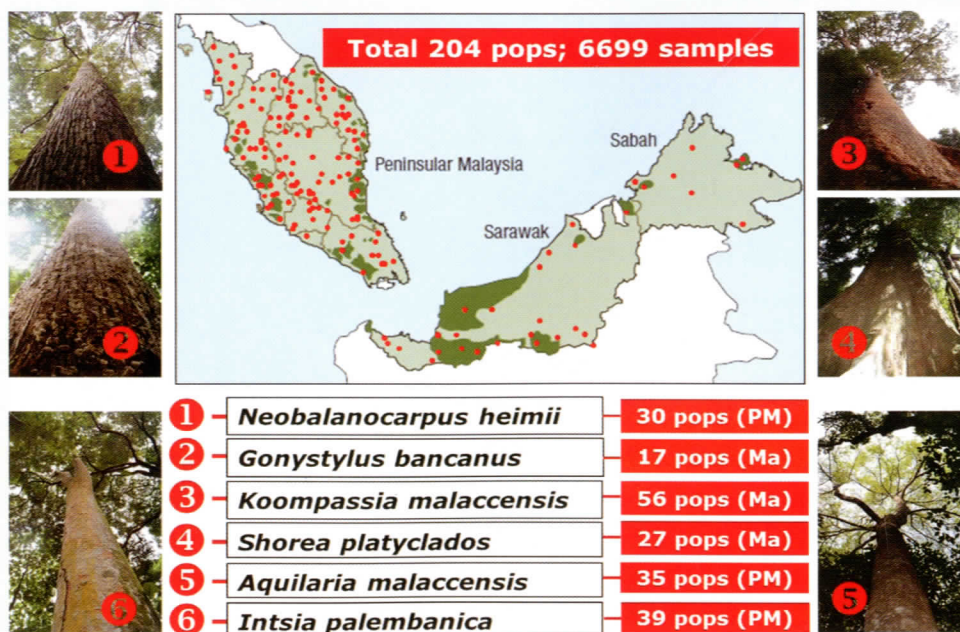 Total 204 pops; 6699 samples
Sabah
Peninsular Malaysia
6
Sarawak
1
2
3
4
6
5
1 Neobalanocarpus heimii 30 pops (PM)
2 Gonystylus bancanus 17 pops (Ma)
3 Koompassia malaccensis 56 pops (Ma)
4 Shorea platyclados 27 pops (Ma)
5 Aquilaria malaccensis 35 pops (PM)
6 Intsia palembanica 39 pops (PM)